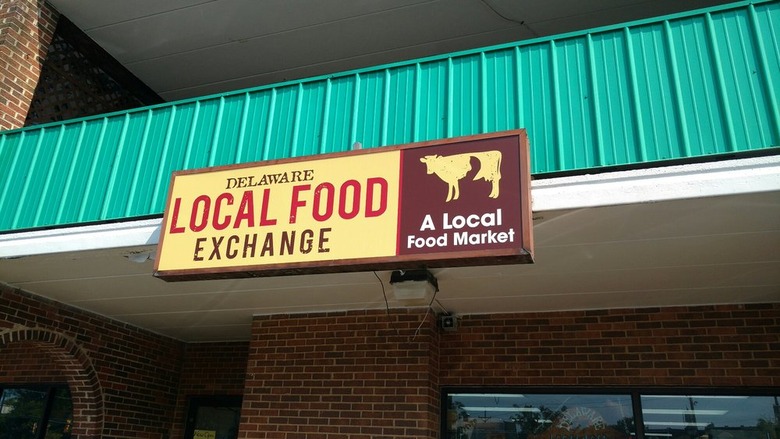 DELAWARE
LOCAL FOOD
EXCHANGE
A Local
Food Market